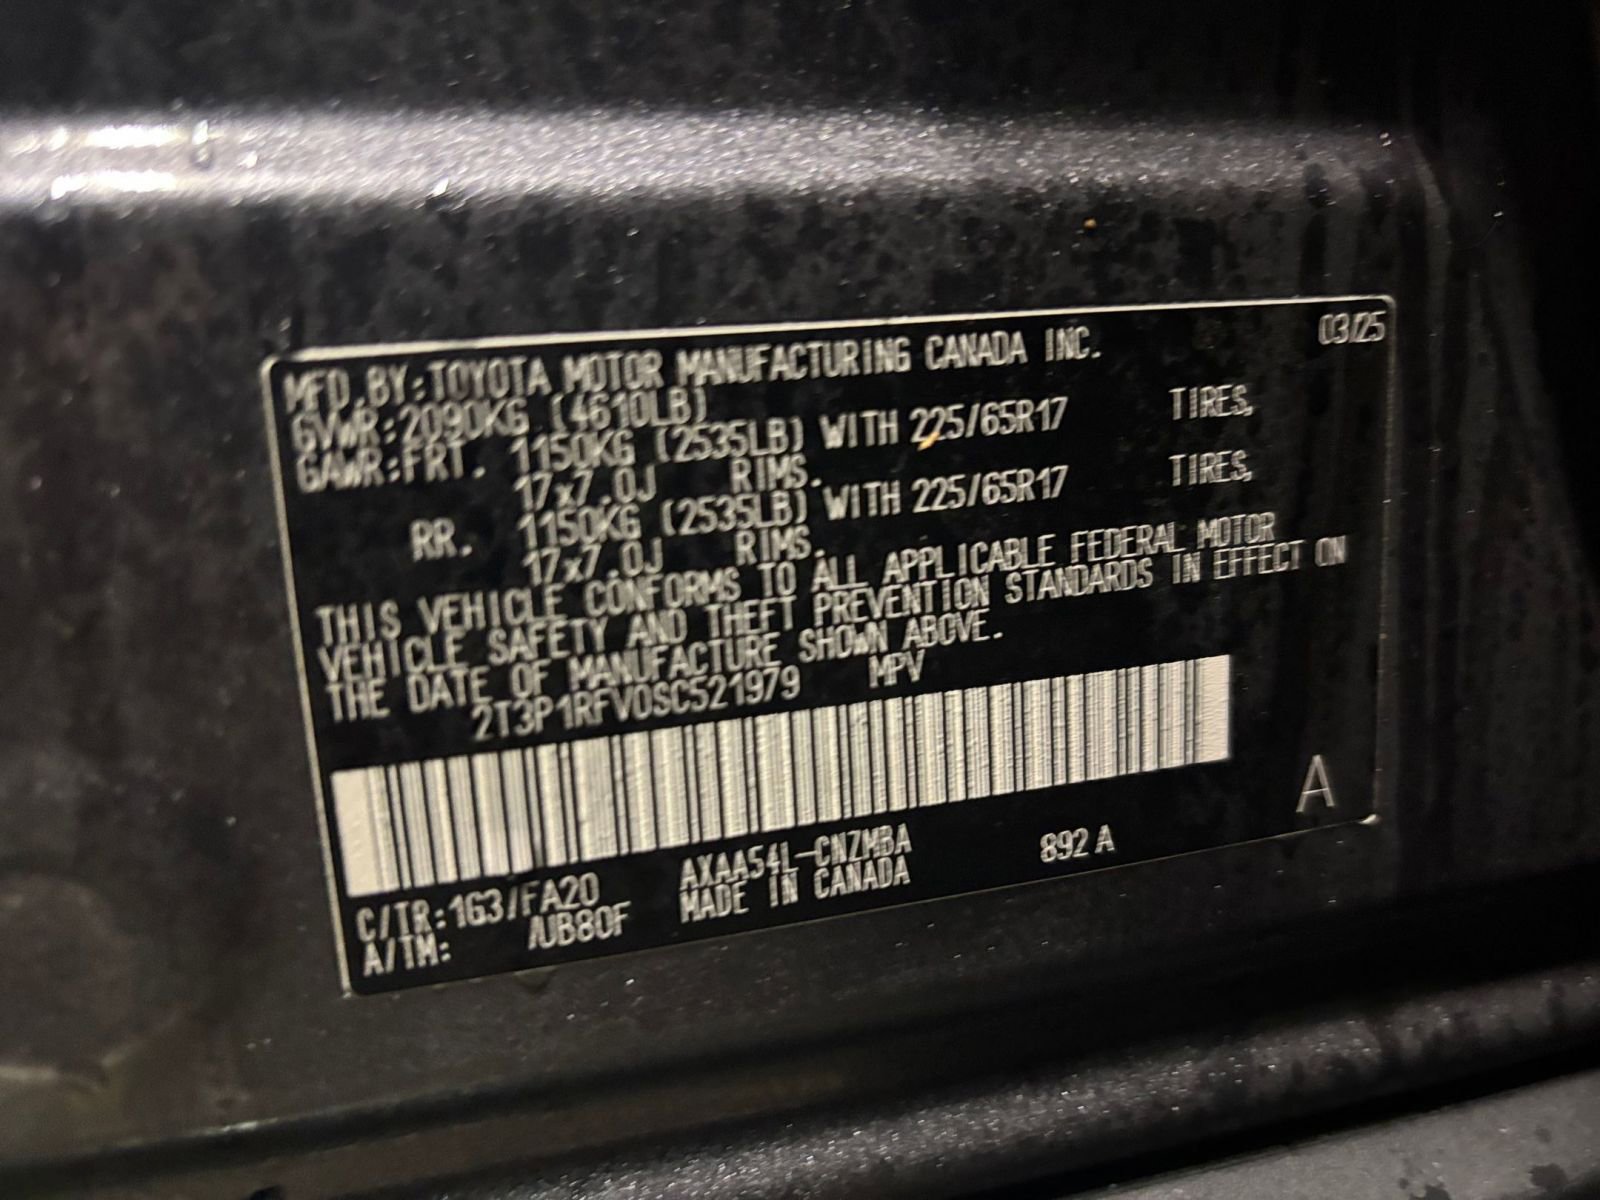 03/25
MFD.BY:TOYOTA MOTOR MANUFACTURING CANADA INC.
GVWR:2090KG (4610LB)
GAWR:FRT. 1150KG (2535LB) WITH 225/65R17 TIRES,
17x7.0J RIMS.
RR. 1150KG (2535LB) WITH 225/65R17 TIRES,
17x7.0J RIMS.
THIS VEHICLE CONFORMS TO ALL APPLICABLE FEDERAL MOTOR
VEHICLE SAFETY AND THEFT PREVENTION STANDARDS IN EFFECT ON
THE DATE OF MANUFACTURE SHOWN ABOVE.
2T3P1RFV0SC521979 MPV
A
C/TR:1G3/FA20 AXAA54L-CNZMBA 892 A
A/TM: /UB80F MADE IN CANADA